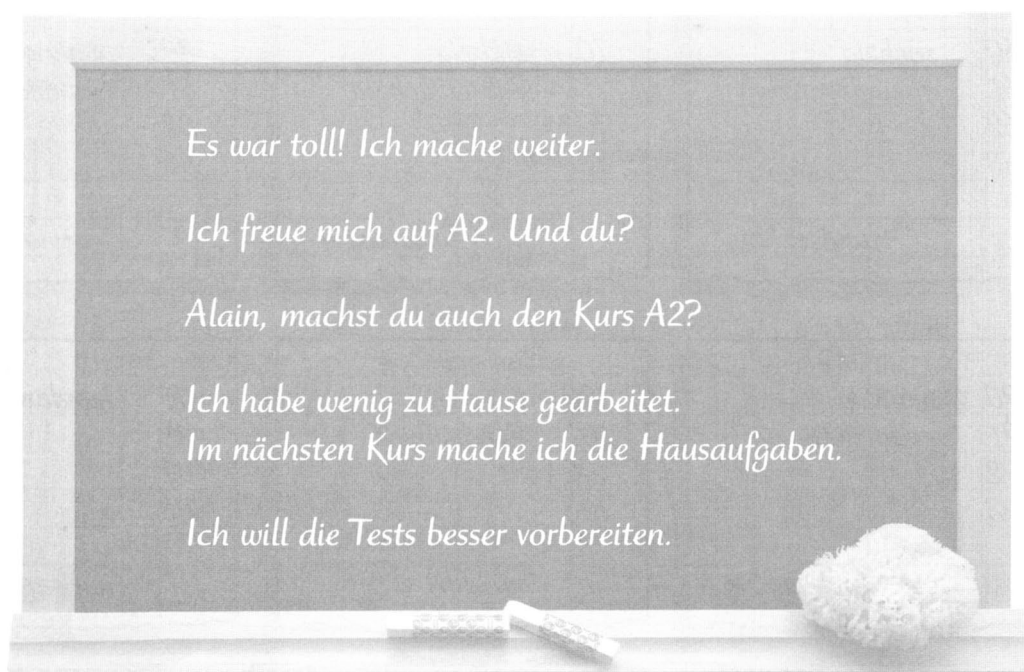 Es war toll! Ich mache weiter.
Ich freue mich auf A2. Und du?
Alain, machst du auch den Kurs A2?
Ich habe wenig zu Hause gearbeitet.
Im nächsten Kurs mache ich die Hausaufgaben.
Ich will die Tests besser vorbereiten.